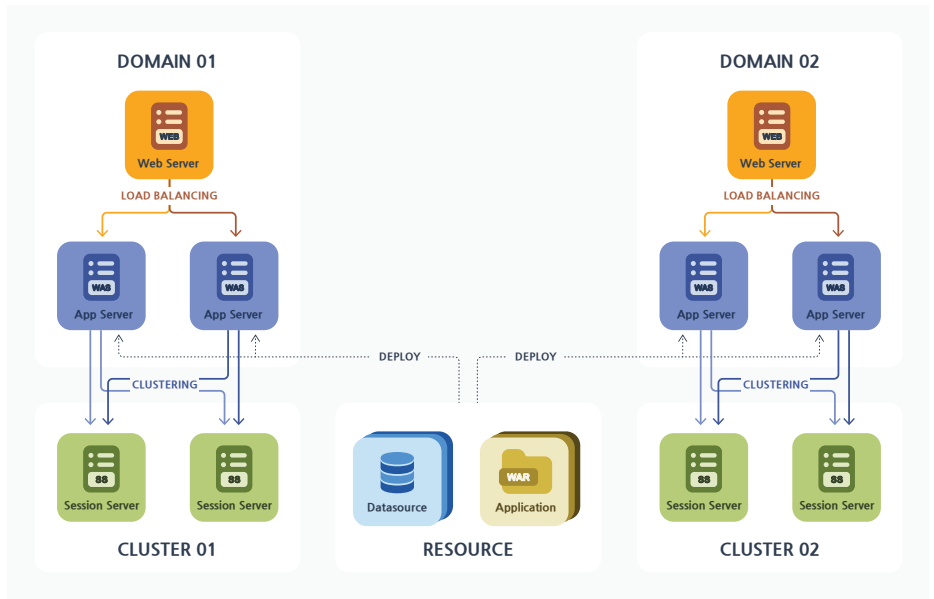 DOMAIN 01
WEB
Web Server
LOAD BALANCING
WAS
App Server
WAS
App Server
DOMAIN 02
WEB
Web Server
LOAD BALANCING
WAS
App Server
WAS
App Server
DEPLOY
DEPLOY
CLUSTERING
SS
Session Server
SS
Session Server
CLUSTER 01
Datasource
WAR
Application
RESOURCE
CLUSTERING
SS
Session Server
SS
Session Server
CLUSTER 02